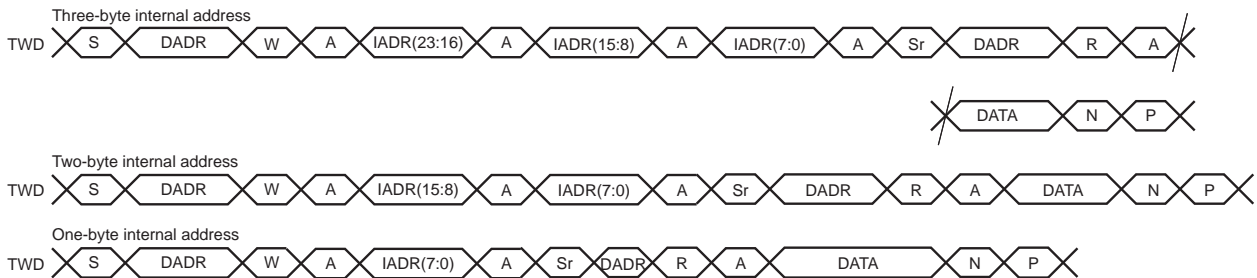 Three-byte internal address
TWD S DADR W A IADR(23:16) A IADR(15:8) A IADR(7:0) A Sr DADR R A
DATA N P
Two-byte internal address
TWD S DADR W A IADR(15:8) A IADR(7:0) A Sr DADR R A DATA N P
One-byte internal address
TWD S DADR W A IADR(7:0) A Sr DADR R A DATA N P